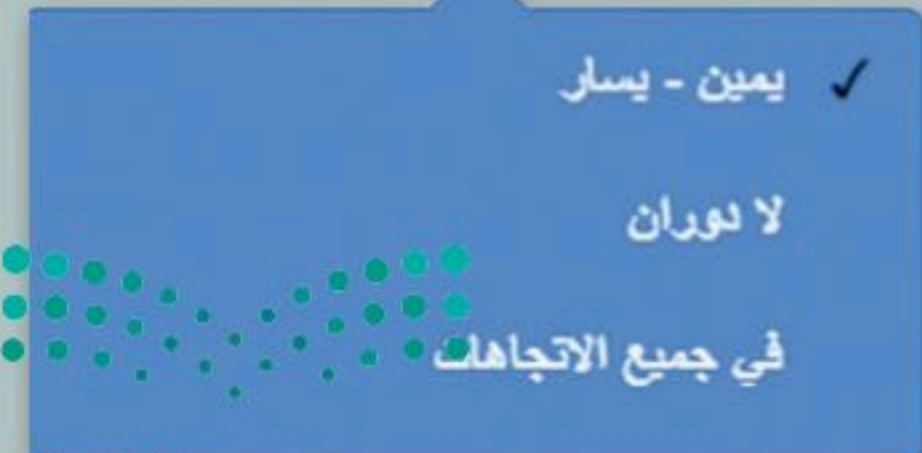 ✓ يمين - يسار
لا دوران
في جميع الاتجاهات